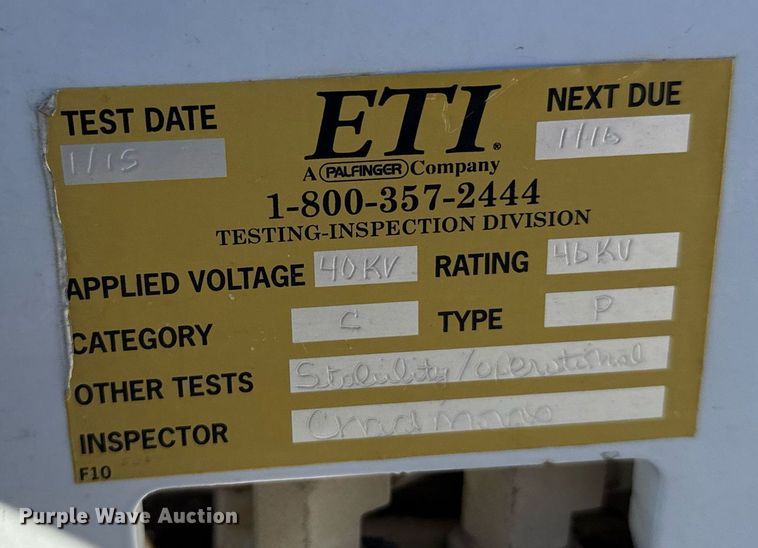 TEST DATE
1/15
ETI®
A PALFINGER Company
NEXT DUE
1/16
1-800-357-2444
TESTING-INSPECTION DIVISION
APPLIED VOLTAGE 40KV RATING 46KV
CATEGORY C TYPE P
OTHER TESTS Stability/operational
INSPECTOR
F10
Purple Wave Auction